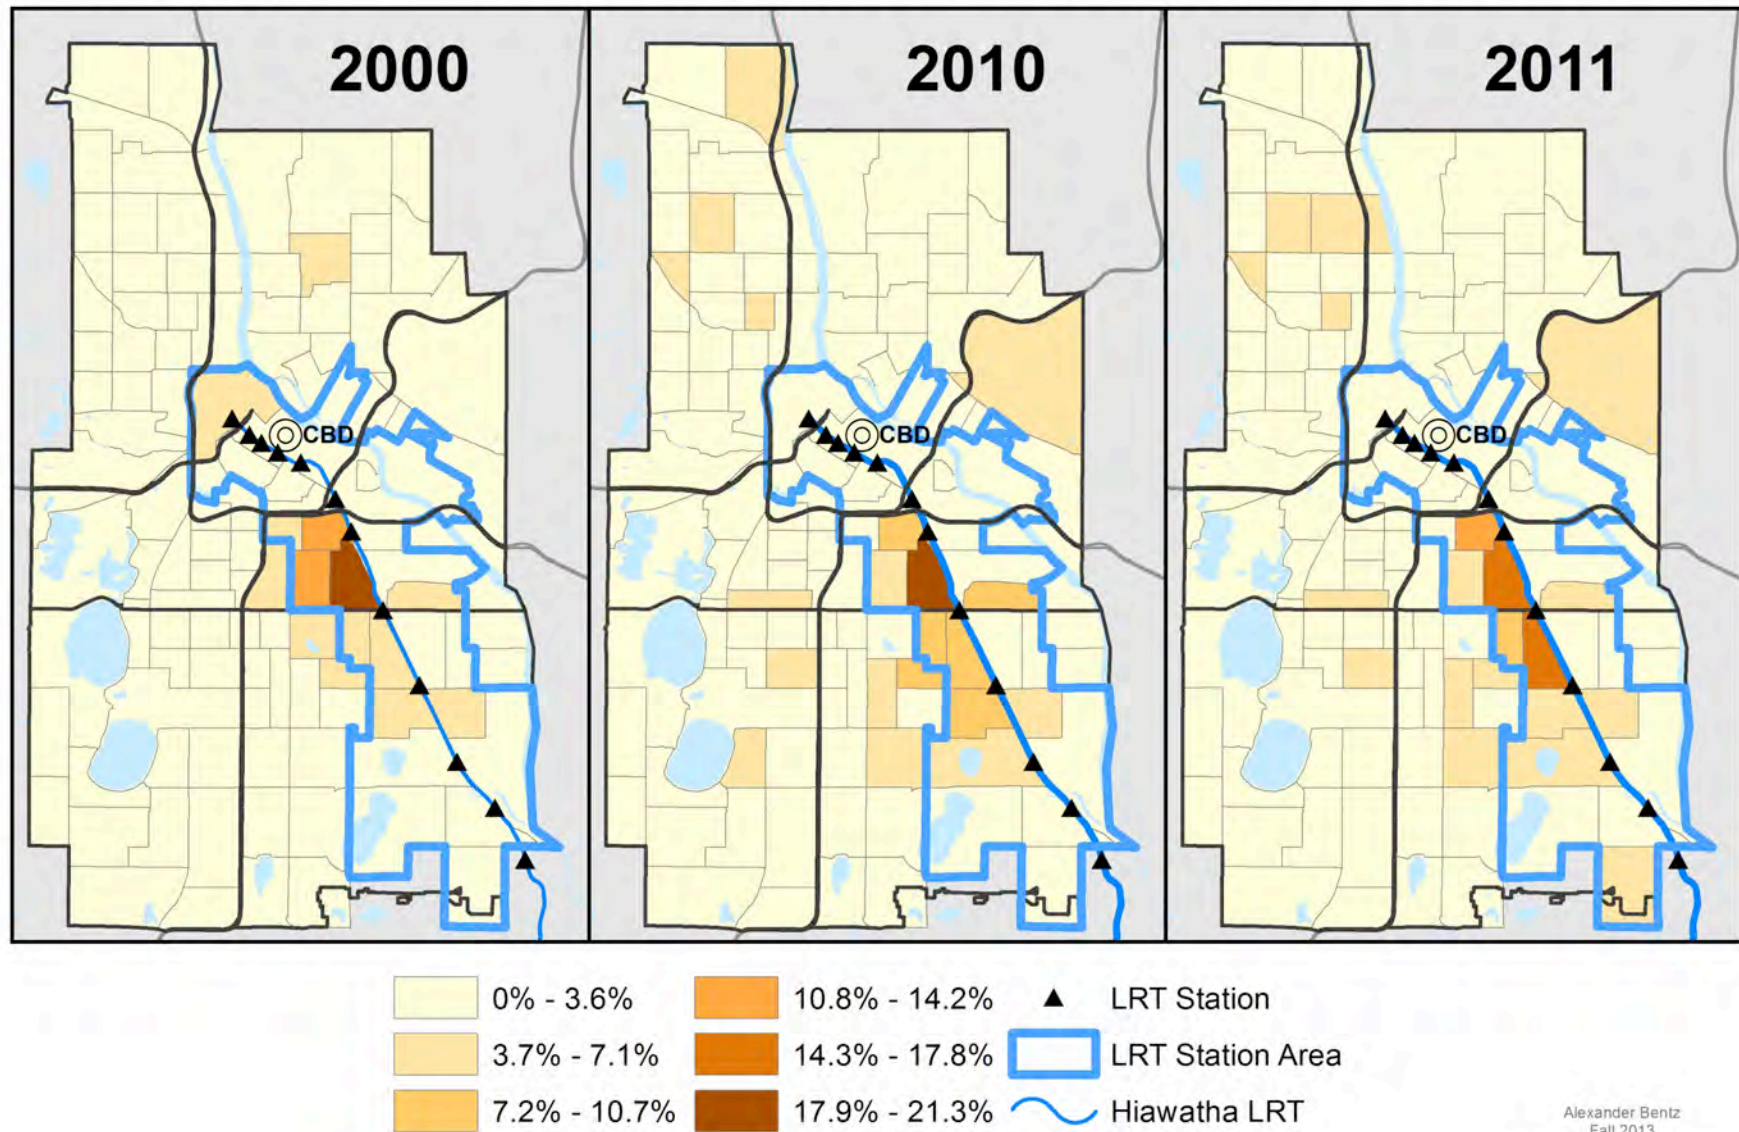 2000
2010
2011
CBD
CBD
CBD
0% - 3.6%
10.8% - 14.2%
LRT Station
3.7% - 7.1%
14.3% - 17.8%
LRT Station Area
7.2% - 10.7%
17.9% - 21.3%
Hiawatha LRT
Alexander Bentz
Fall 2013